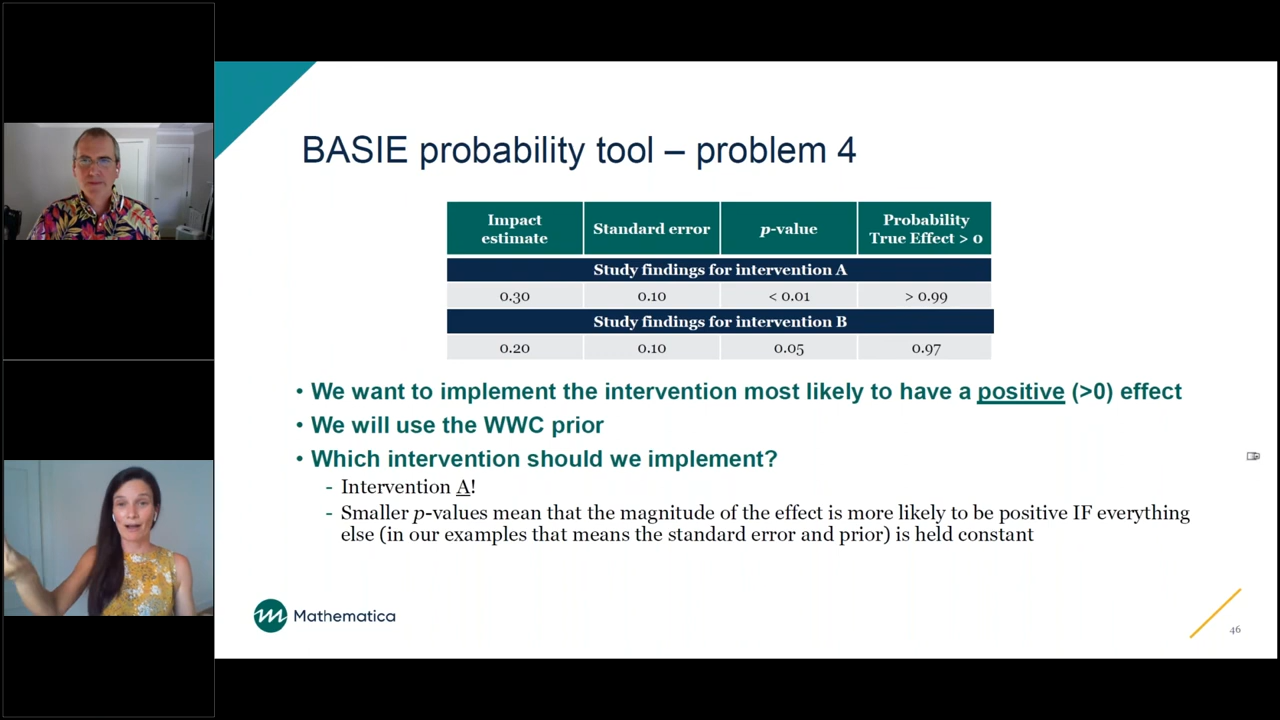 BASIE probability tool – problem 4
Impact estimate
Standard error
p-value
Probability True Effect > 0
Study findings for intervention A
0.30 0.10 < 0.01 > 0.99
Study findings for intervention B
0.20 0.10 0.05 0.97
• We want to implement the intervention most likely to have a positive (>0) effect
• We will use the WWC prior
• Which intervention should we implement?
- Intervention A!
- Smaller p-values mean that the magnitude of the effect is more likely to be positive IF everything
else (in our examples that means the standard error and prior) is held constant
Mathematica
46